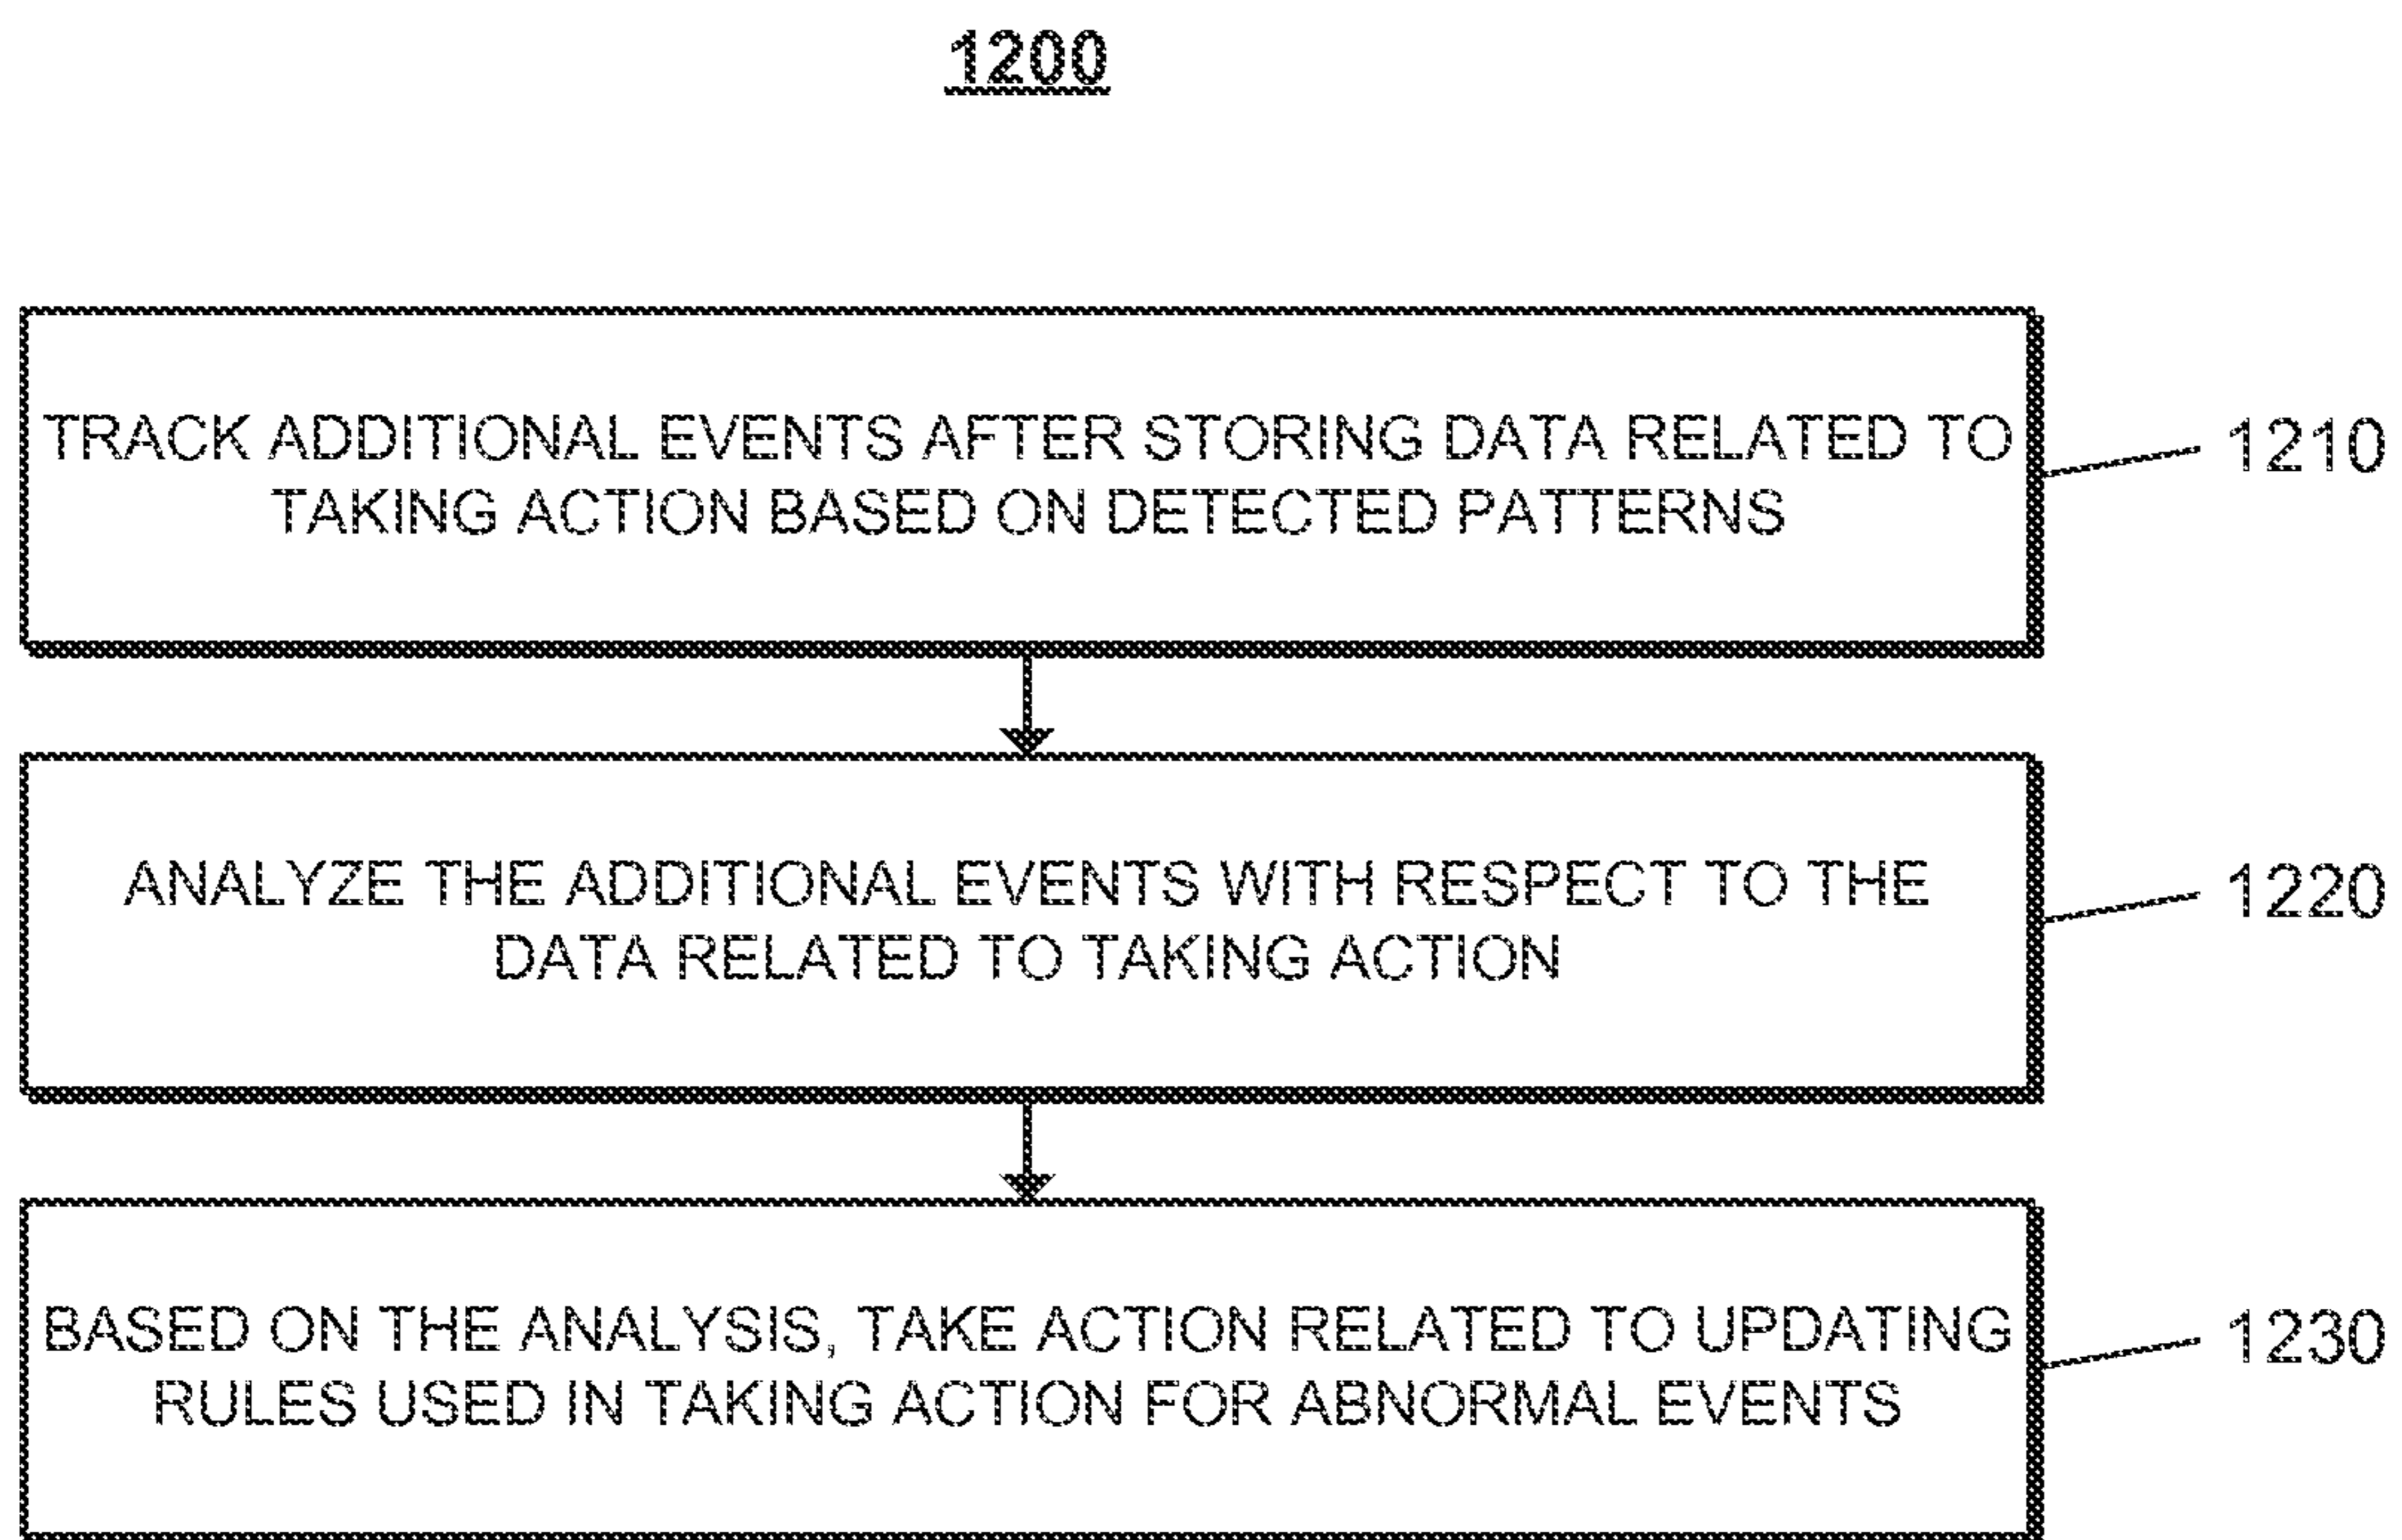 1200
TRACK ADDITIONAL EVENTS AFTER STORING DATA RELATED TO
TAKING ACTION BASED ON DETECTED PATTERNS
1210
ANALYZE THE ADDITIONAL EVENTS WITH RESPECT TO THE
DATA RELATED TO TAKING ACTION
1220
BASED ON THE ANALYSIS, TAKE ACTION RELATED TO UPDATING
RULES USED IN TAKING ACTION FOR ABNORMAL EVENTS
1230